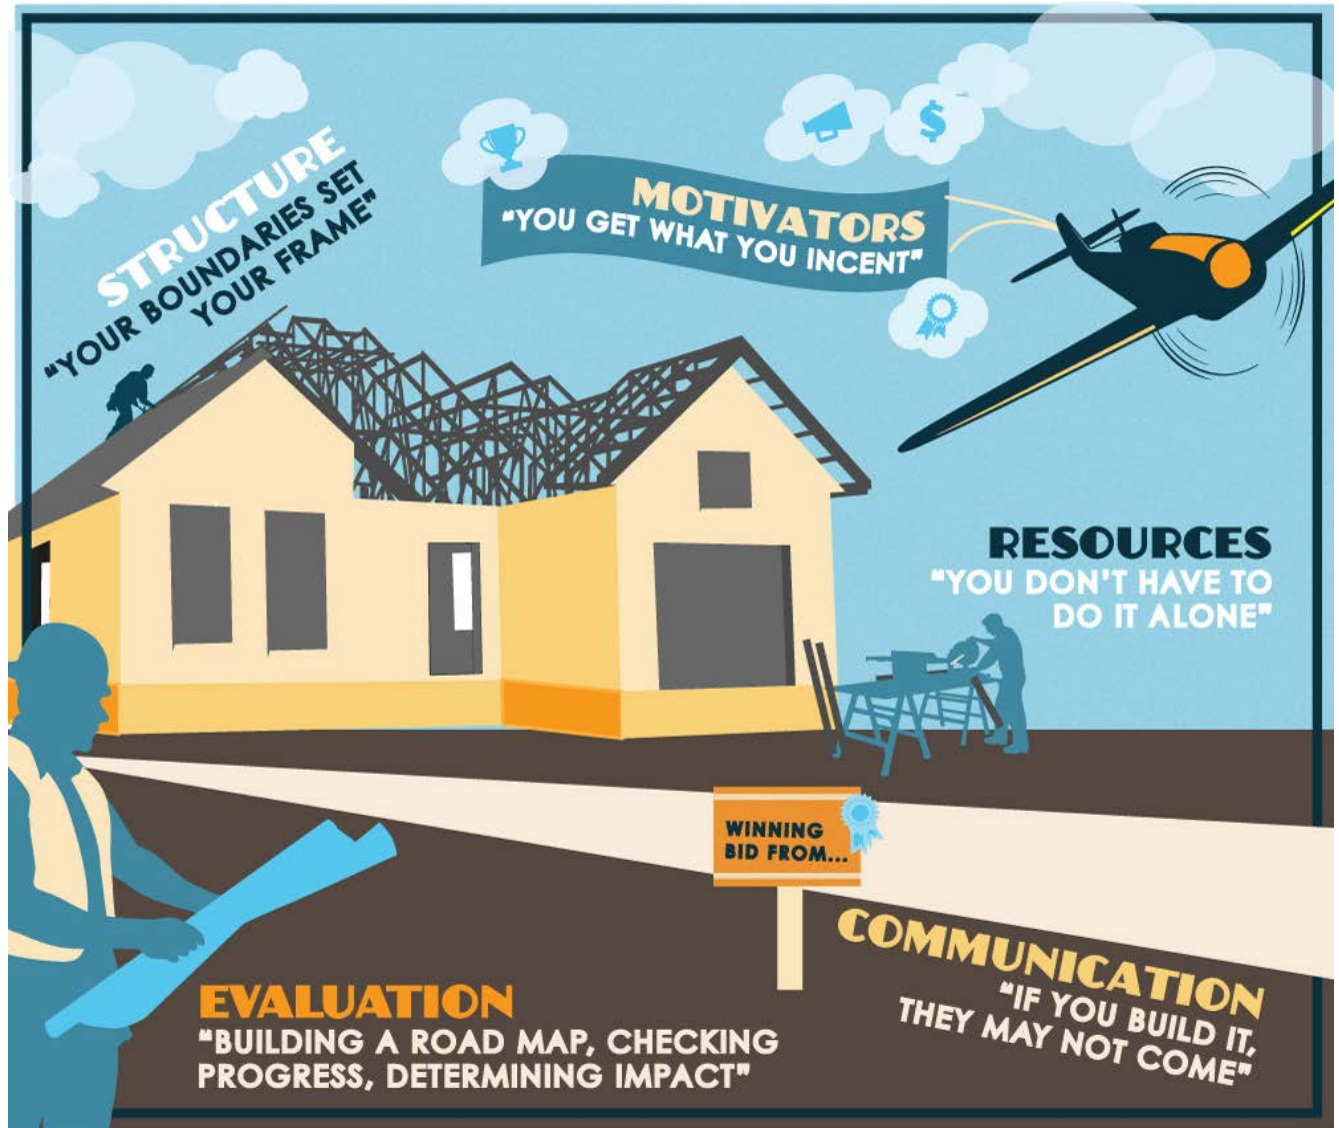 STRUCTURE
"YOUR BOUNDARIES SET
YOUR FRAME"
MOTIVATORS
"YOU GET WHAT YOU INCENT"
$
RESOURCES
"YOU DON'T HAVE TO
DO IT ALONE"
WINNING
BID FROM...
COMMUNICATION
"IF YOU BUILD IT,
THEY MAY NOT COME"
EVALUATION
"BUILDING A ROAD MAP, CHECKING
PROGRESS, DETERMINING IMPACT"